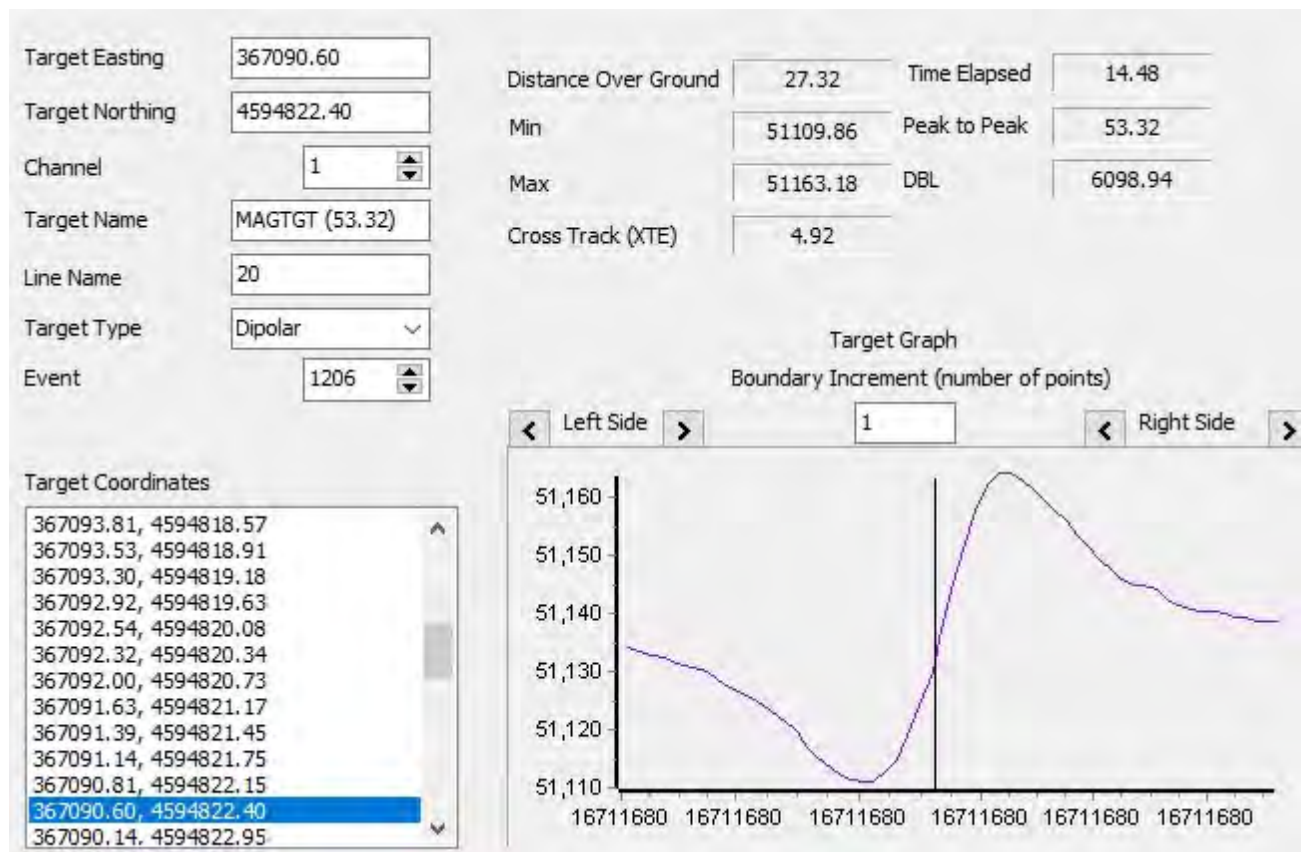 Target Easting 367090.60
Target Northing 4594822.40
Channel 1
Target Name MAGTGT (53.32)
Line Name 20
Target Type Dipolar
Event 1206
Distance Over Ground 27.32 Time Elapsed 14.48
Min 51109.86 Peak to Peak 53.32
Max 51163.18 DBL 6098.94
Cross Track (XTE) 4.92
Target Coordinates
367093.81, 4594818.57
367093.53, 4594818.91
367093.30, 4594819.18
367092.92, 4594819.63
367092.54, 4594820.08
367092.32, 4594820.34
367092.00, 4594820.73
367091.63, 4594821.17
367091.39, 4594821.45
367091.14, 4594821.75
367090.81, 4594822.15
367090.60, 4594822.40
367090.14, 4594822.95
Target Graph
Boundary Increment (number of points)
< Left Side > 1 < Right Side >
51,160
51,150
51,140
51,130
51,120
51,110
16711680 16711680 16711680 16711680 16711680 16711680